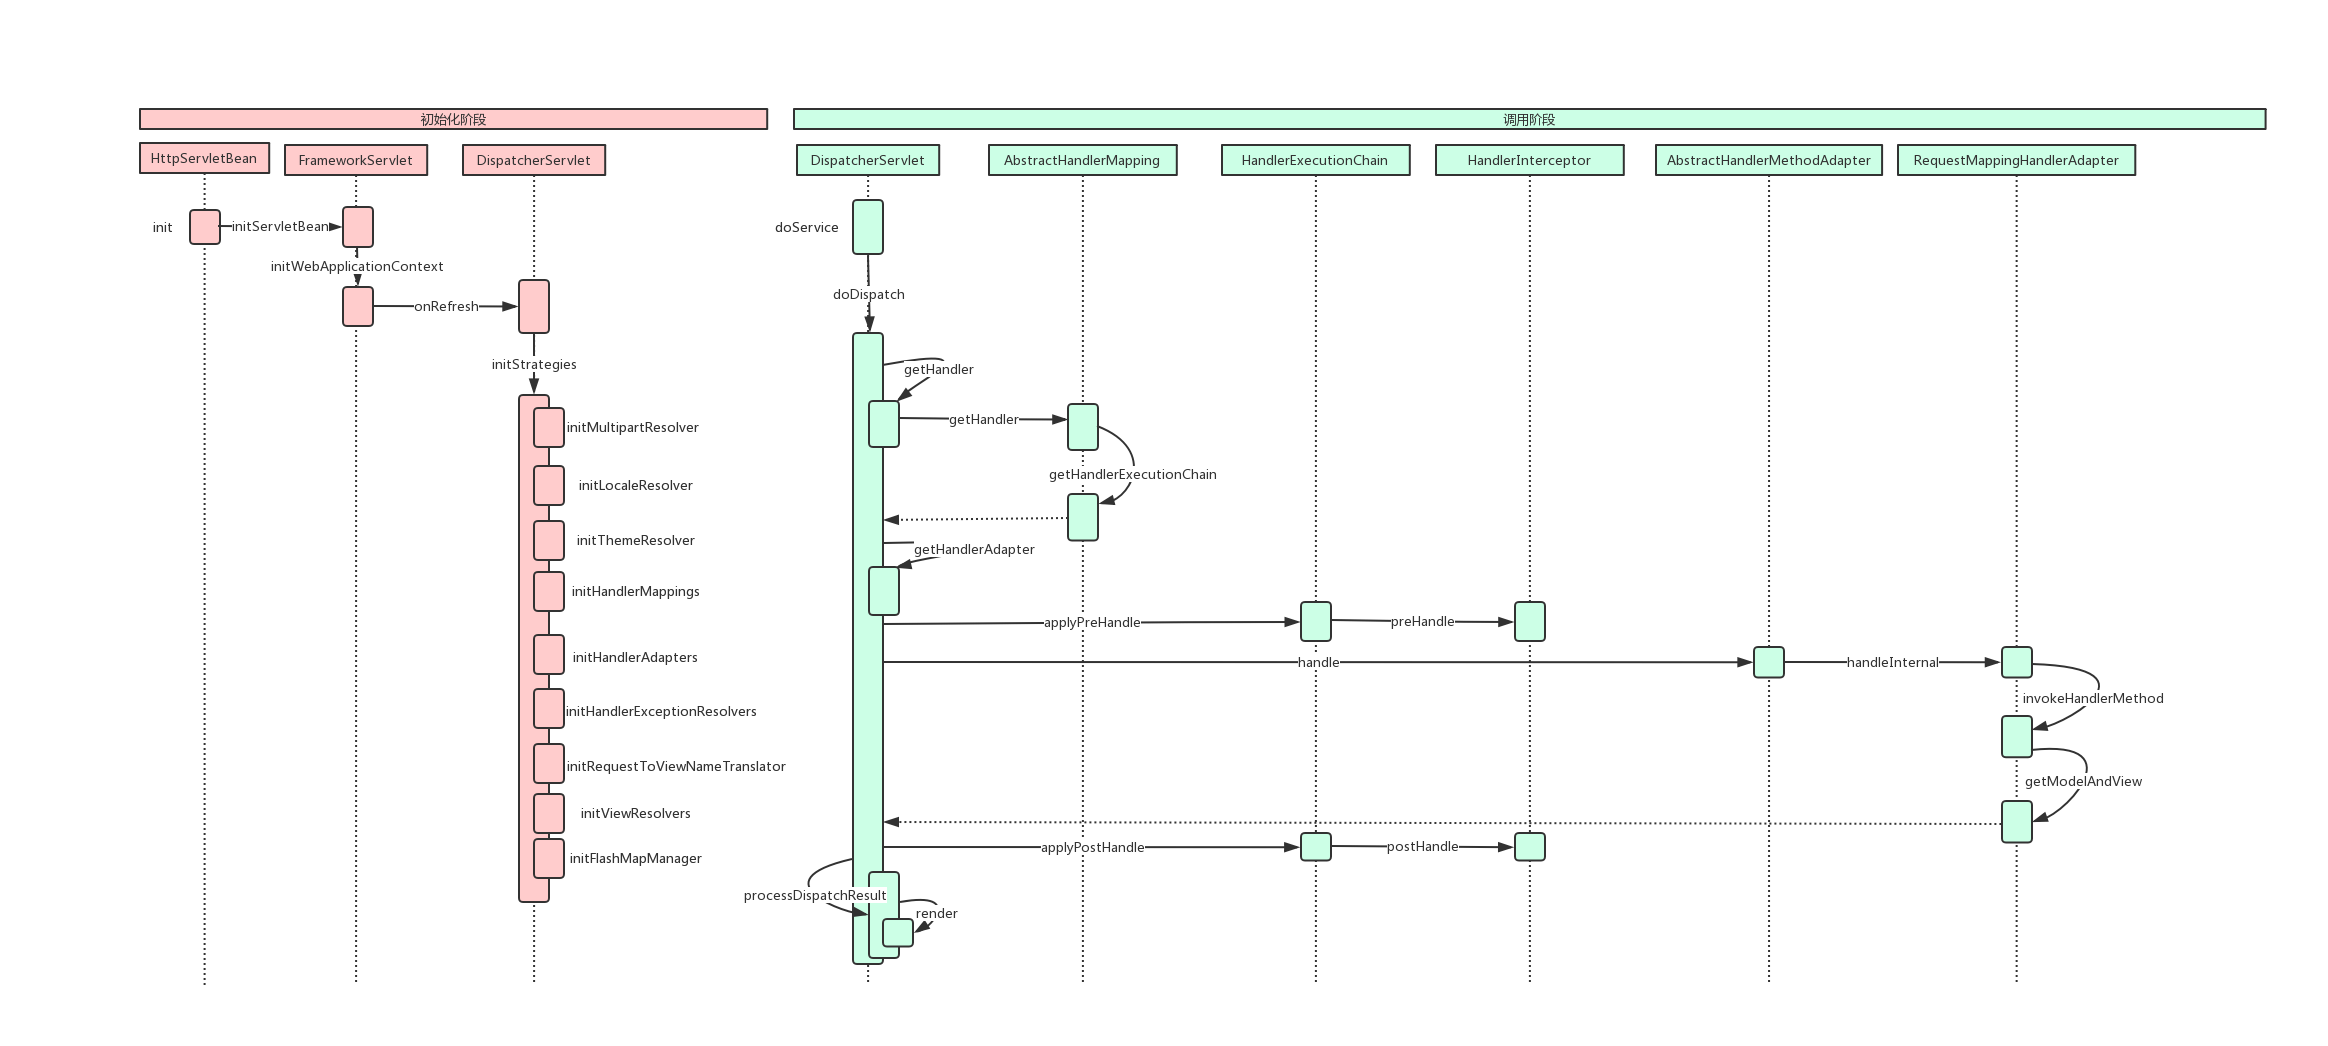 初始化阶段
调用阶段
HttpServletBean
FrameworkServlet
DispatcherServlet
DispatcherServlet
AbstractHandlerMapping
HandlerExecutionChain
HandlerInterceptor
AbstractHandlerMethodAdapter
RequestMappingHandlerAdapter
init
initServletBean
initWebApplicationContext
onRefresh
initStrategies
initMultipartResolver
initLocaleResolver
initThemeResolver
initHandlerMappings
initHandlerAdapters
initHandlerExceptionResolvers
initRequestToViewNameTranslator
initViewResolvers
initFlashMapManager
doService
doDispatch
getHandler
getHandler
getHandlerExecutionChain
getHandlerAdapter
applyPreHandle
preHandle
handle
handleInternal
invokeHandlerMethod
getModelAndView
applyPostHandle
postHandle
processDispatchResult
render